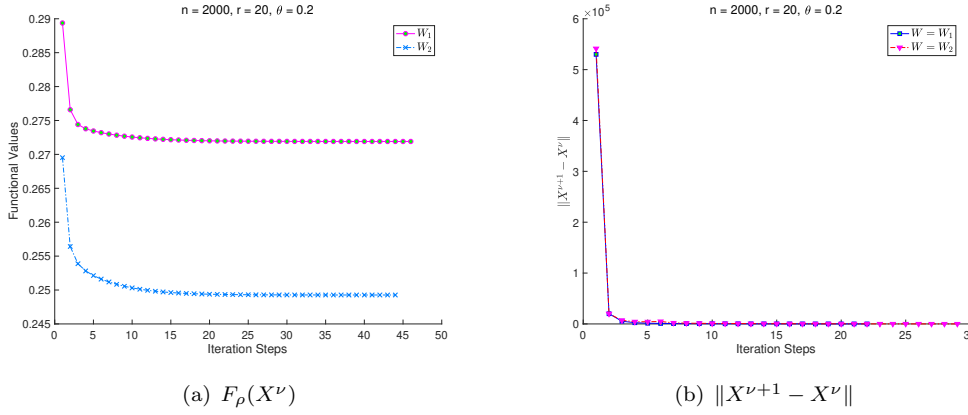 n = 2000, r = 20, θ = 0.2
0.29
0.285
0.28
0.275
0.27
0.265
0.26
0.255
0.25
0.245
Functional Values
W₁
W₂
0 5 10 15 20 25 30 35 40 45 50
Iteration Steps
(a) F_ρ(X^ν)
n = 2000, r = 20, θ = 0.2
×10⁵
6
5
4
3
2
1
0
‖X^{ν+1} − X^ν‖
W = W₁
W = W₂
0 5 10 15 20 25 30
Iteration Steps
(b) ‖X^{ν+1} − X^ν‖